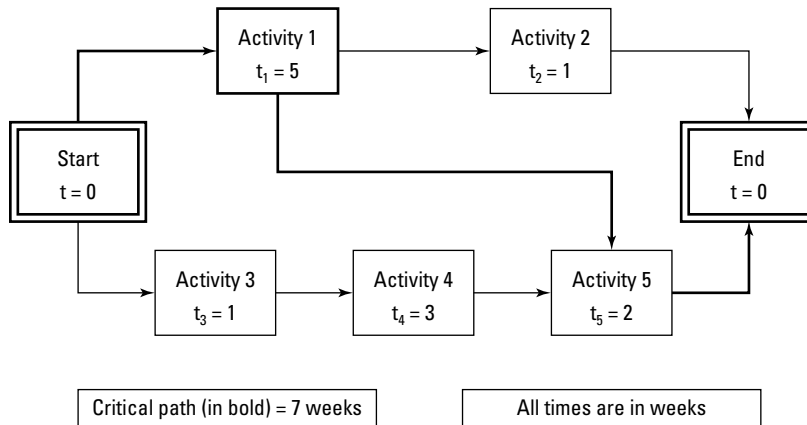 Activity 1
t₁ = 5
Activity 2
t₂ = 1
Start
t = 0
End
t = 0
Activity 3
t₃ = 1
Activity 4
t₄ = 3
Activity 5
t₅ = 2
Critical path (in bold) = 7 weeks
All times are in weeks